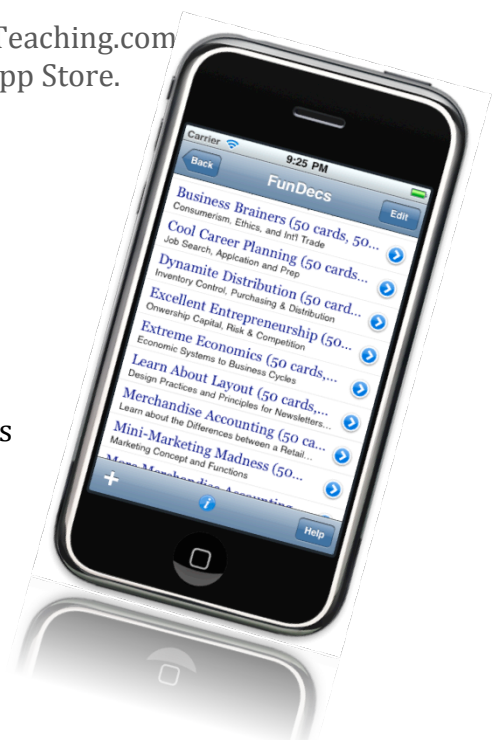 Teaching.com
pp Store.
s
Carrier 9:25 PM
Back FunDecs Edit
Business Brainers (50 cards, 50...
Consumerism, Ethics, and Int'l Trade
Cool Career Planning (50 cards...
Job Search, Applcation and Prep
Dynamite Distribution (50 card...
Inventory Control, Purchasing & Distribution
Excellent Entrepreneurship (50...
Onwership Capital, Risk & Competition
Extreme Economics (50 cards,...
Economic Systems to Business Cycles
Learn About Layout (50 cards,...
Design Practices and Principles for Newsletters...
Merchandise Accounting (50 ca...
Learn about the Differences between a Retail...
Mini-Marketing Madness (50...
Marketing Concept and Functions
More Merchandise Accounting
+ i Help